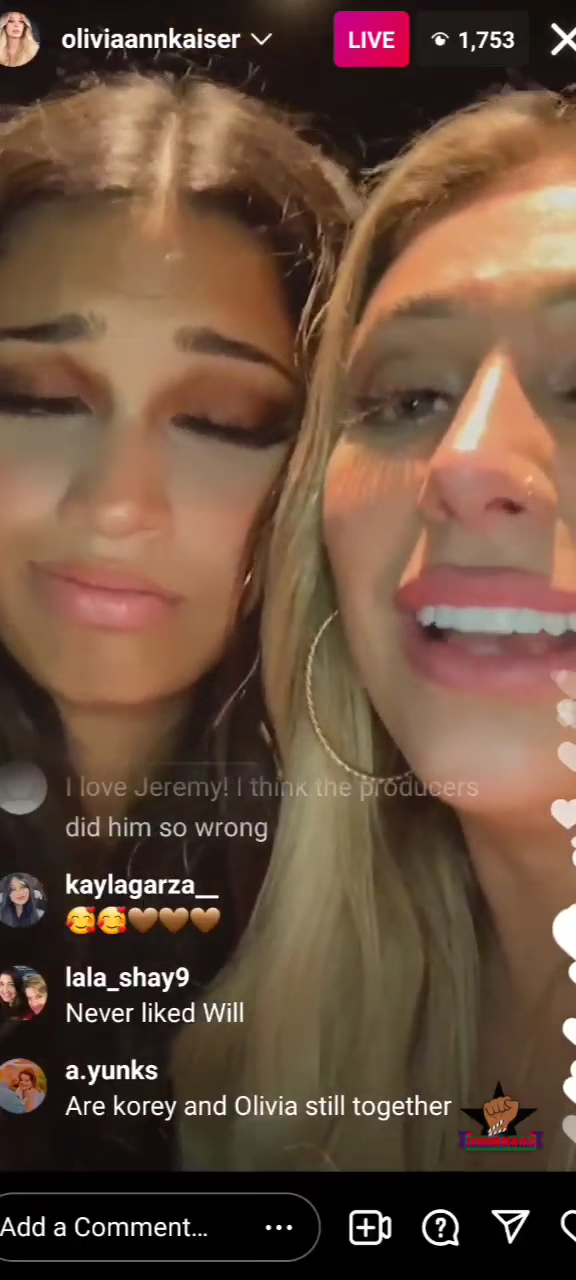 oliviaannkaiser
LIVE
1,753
I love Jeremy! I think the producers
did him so wrong
kaylagarza__
🥰🥰🤎🤎🤎
lala_shay9
Never liked Will
a.yunks
Are korey and Olivia still together
Add a Comment...